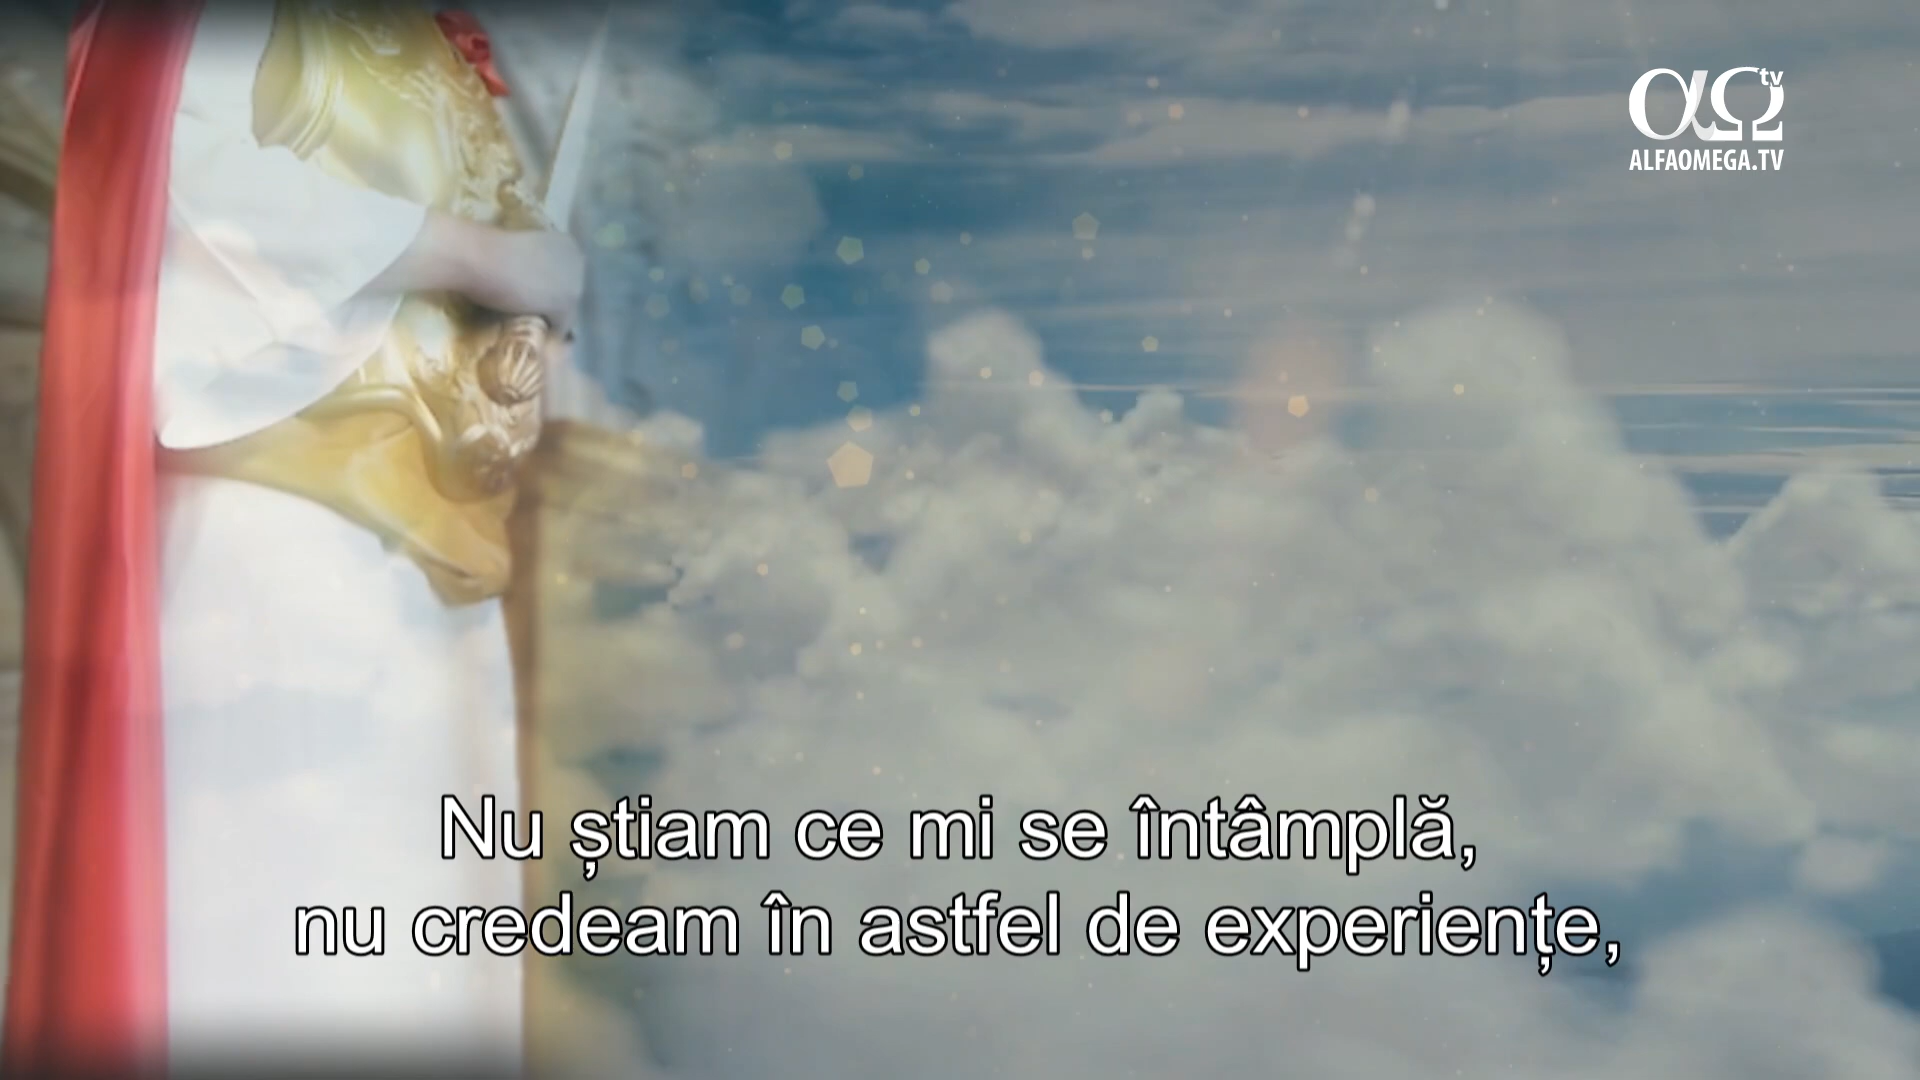 αΩ tv
ALFAOMEGA.TV
Nu știam ce mi se întâmplă,
nu credeam în astfel de experiențe,